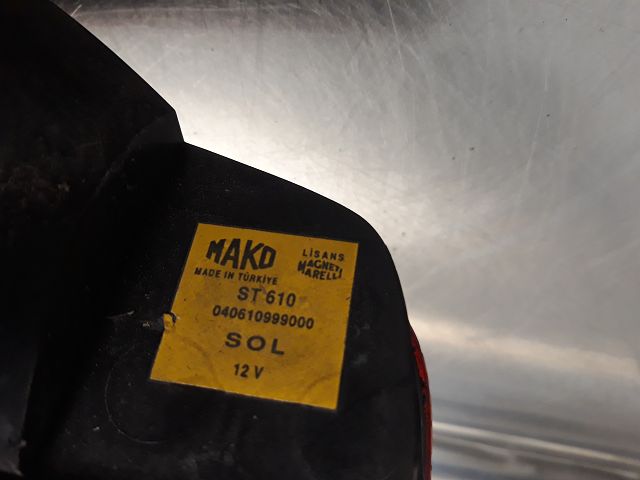 MAKO
LİSANS
MAGNETI
MARELLI
MADE IN TÜRKİYE
ST 610
040610999000
SOL
12 V